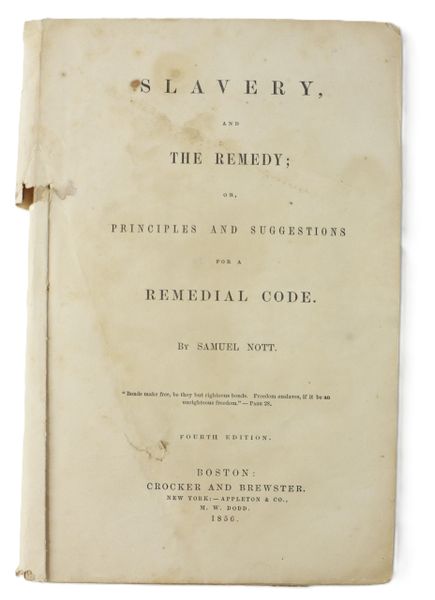 SLAVERY,
AND
THE REMEDY;
OR,
PRINCIPLES AND SUGGESTIONS
FOR A
REMEDIAL CODE.
BY SAMUEL NOTT.
"Bonds make free, be they but righteous bonds. Freedom enslaves, if it be an
unrighteous freedom."—PAGE 28.
FOURTH EDITION.
BOSTON:
CROCKER AND BREWSTER.
NEW YORK:—APPLETON & CO.,
M. W. DODD.
1856.